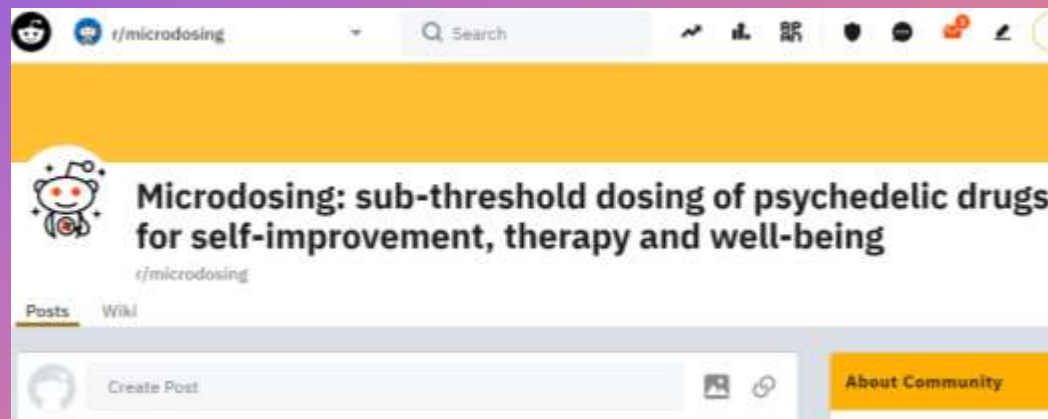 r/microdosing Search
Microdosing: sub-threshold dosing of psychedelic drugs
for self-improvement, therapy and well-being
r/microdosing
Posts Wiki
Create Post
About Community